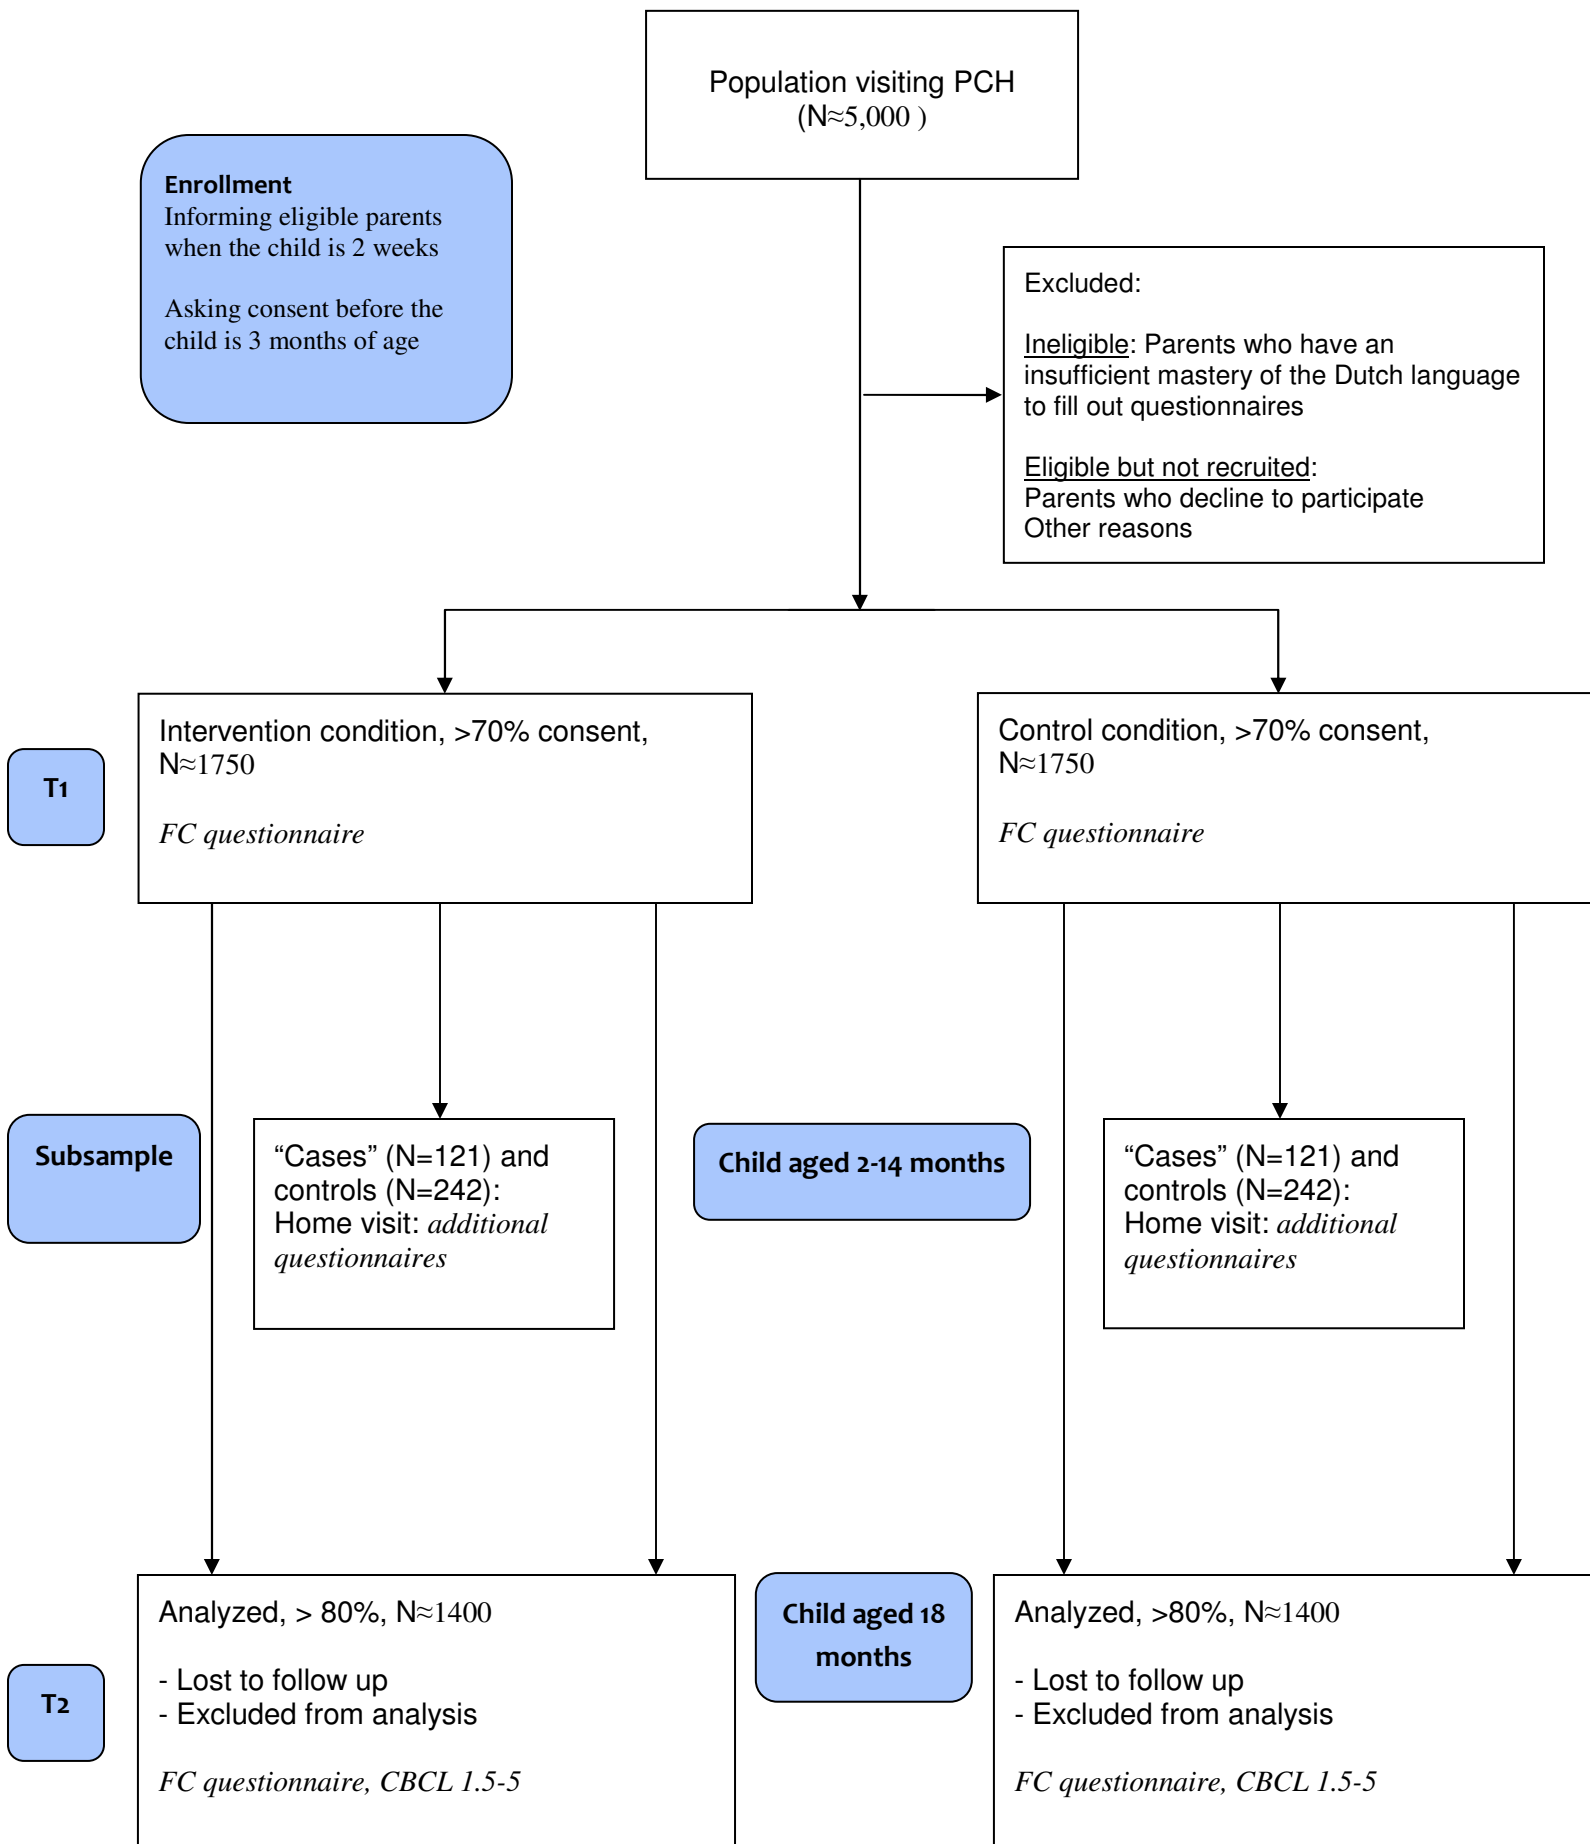 Population visiting PCH
(N≈5,000 )
Enrollment
Informing eligible parents
when the child is 2 weeks
Asking consent before the
child is 3 months of age
Excluded:
Ineligible: Parents who have an
insufficient mastery of the Dutch language
to fill out questionnaires
Eligible but not recruited:
Parents who decline to participate
Other reasons
T1
Intervention condition, >70% consent,
N≈1750
FC questionnaire
Control condition, >70% consent,
N≈1750
FC questionnaire
Subsample
“Cases” (N=121) and
controls (N=242):
Home visit: additional
questionnaires
Child aged 2-14 months
“Cases” (N=121) and
controls (N=242):
Home visit: additional
questionnaires
T2
Analyzed, > 80%, N≈1400
- Lost to follow up
- Excluded from analysis
FC questionnaire, CBCL 1.5-5
Child aged 18
months
Analyzed, >80%, N≈1400
- Lost to follow up
- Excluded from analysis
FC questionnaire, CBCL 1.5-5